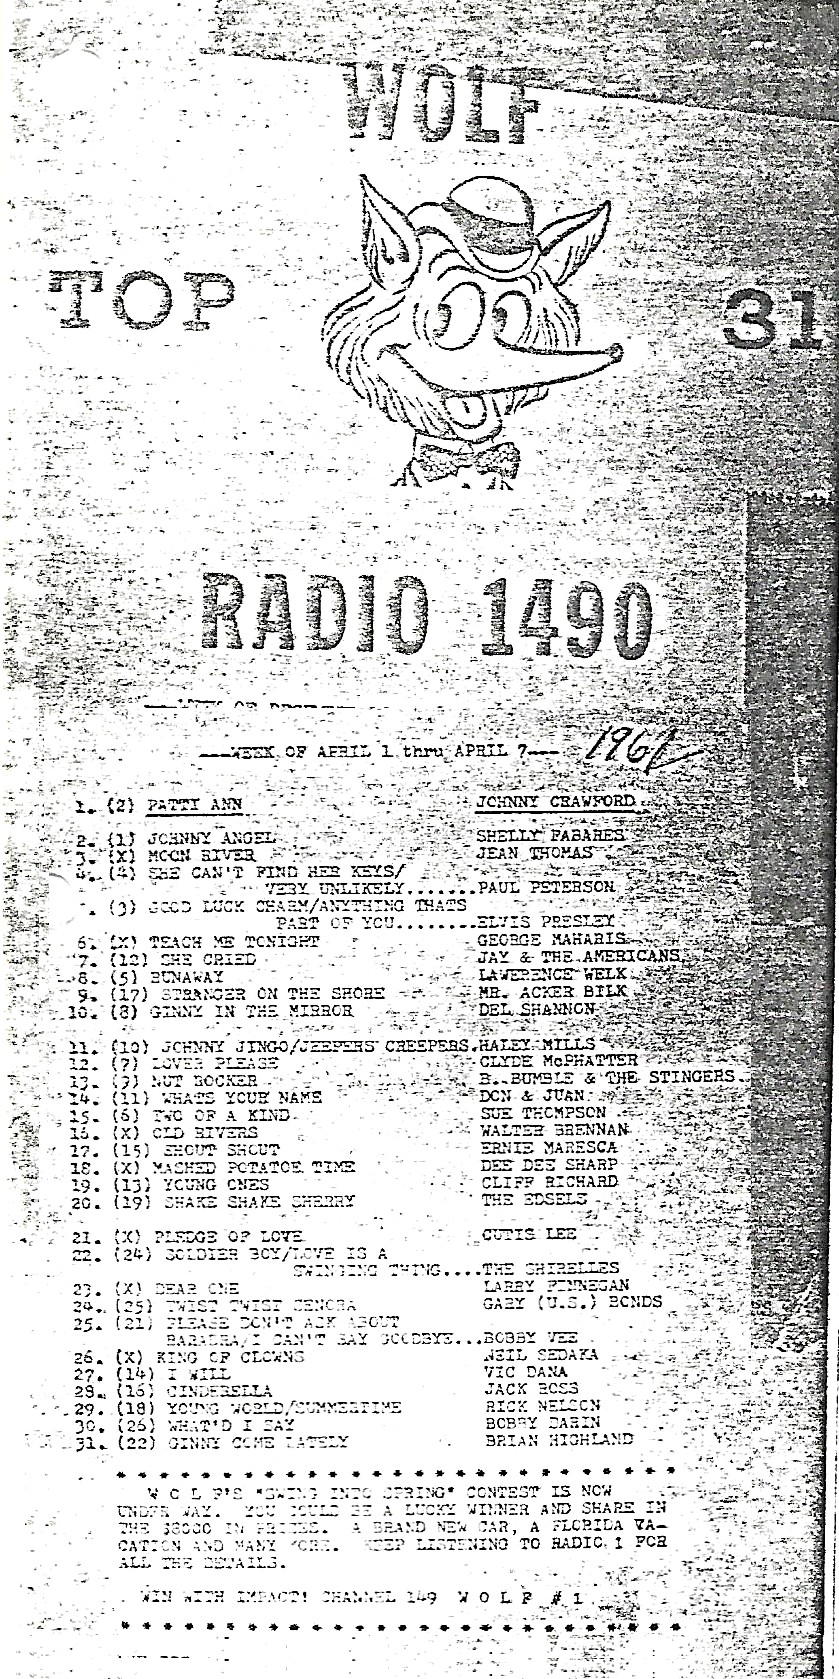 WOLF
TOP 31
RADIO 1490
---WEEK OF APRIL 1 thru APRIL 7---
1. (2) PATTI ANN JOHNNY CRAWFORD
2. (1) JOHNNY ANGEL SHELLY FABARES
3. (X) MOON RIVER JEAN THOMAS
4. (4) SHE CAN'T FIND HER KEYS/
VERY UNLIKELY.......PAUL PETERSON
. (3) GOOD LUCK CHARM/ANYTHING THATS
PART OF YOU........ELVIS PRESLEY
6. (X) TEACH ME TONIGHT GEORGE MAHARIS
7. (12) SHE CRIED JAY & THE AMERICANS
8. (5) RUNAWAY LAWERENCE WELK
9. (17) STRANGER ON THE SHORE MR. ACKER BILK
10. (8) GINNY IN THE MIRROR DEL SHANNON
11. (10) JOHNNY JINGO/JEEPERS CREEPERS.HALEY MILLS
12. (7) LOVER PLEASE CLYDE McPHATTER
13. (9) NUT ROCKER B. BUMBLE & THE STINGERS
14. (11) WHATS YOUR NAME DON & JUAN
15. (6) TWO OF A KIND SUE THOMPSON
16. (X) OLD RIVERS WALTER BRENNAN
17. (15) SHOUT SHOUT ERNIE MARESCA
18. (X) MASHED POTATOE TIME DEE DEE SHARP
19. (13) YOUNG ONES CLIFF RICHARD
20. (19) SHAKE SHAKE SHERRY THE EDSELS
21. (X) PLEDGE OF LOVE CUTIS LEE
22. (24) SOLDIER BOY/LOVE IS A
SWINGING THING....THE SHIRELLES
23. (X) DEAR ONE LARRY FINNEGAN
24. (25) TWIST TWIST SENORA GARY (U.S.) BONDS
25. (21) PLEASE DON'T ASK ABOUT
BARABRA/I CAN'T SAY GOODBYE...BOBBY VEE
26. (X) KING OF CLOWNS NEIL SEDAKA
27. (14) I WILL VIC DANA
28. (16) CINDERELLA JACK ROSS
29. (18) YOUNG WORLD/SUMMERTIME RICK NELSON
30. (26) WHAT'D I SAY BOBBY DARIN
31. (22) GINNY COME LATELY BRIAN HIGHLAND
W O L F'S "SWING INTO SPRING" CONTEST IS NOW
UNDER WAY. YOU COULD BE A LUCKY WINNER AND SHARE IN
THE $8000 IN PRIZES. A BRAND NEW CAR, A FLORIDA VA-
CATION AND MANY MORE. KEEP LISTENING TO RADIO 1 FOR
ALL THE DETAILS.
WIN WITH IMPACT! CHANNEL 149 W O L F # 1